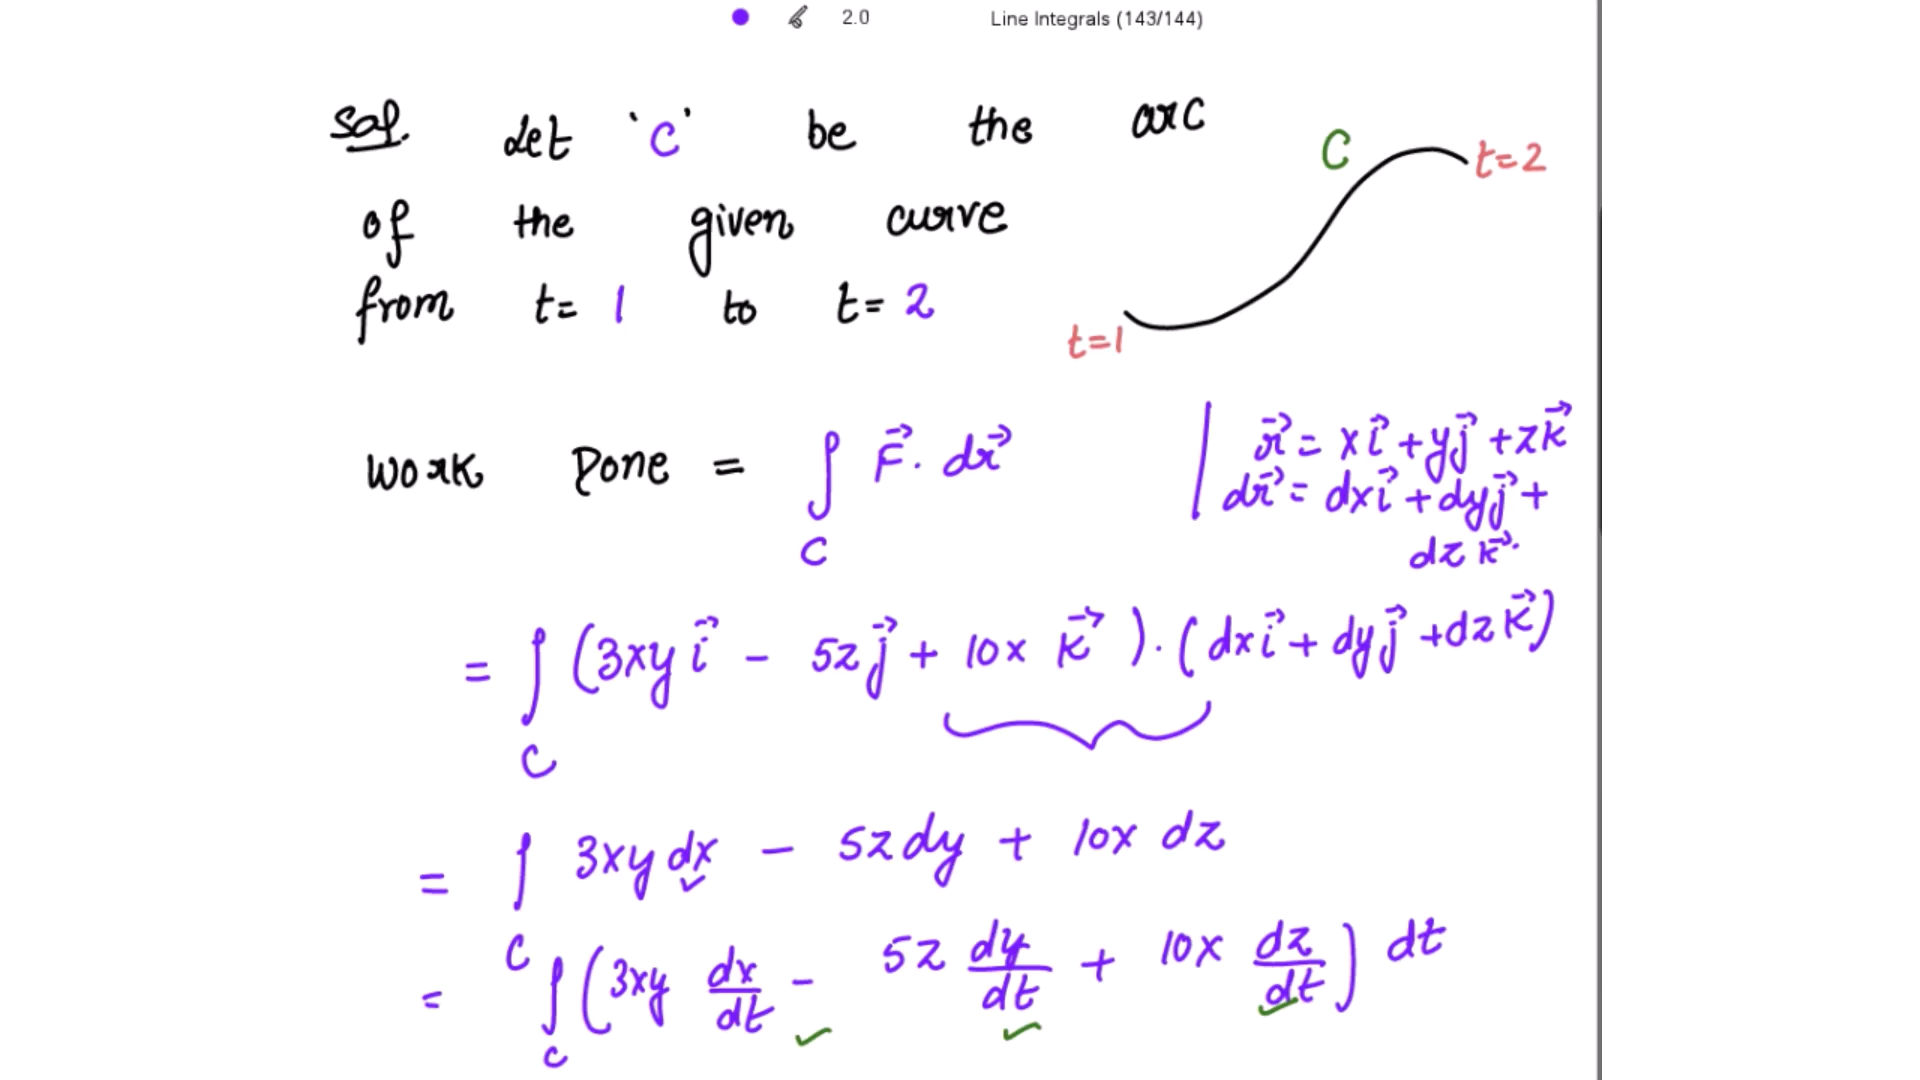 2.0 Line Integrals (143/144)
Sol. Let 'C' be the arc
of the given curve
from t= 1 to t= 2
C
t=2
t=1
Work Done = ∫_C F⃗. dr⃗
r⃗ = xi⃗ + yj⃗ + zk⃗
dr⃗ = dxi⃗ + dyj⃗ +
dz k⃗.
= ∫_C (3xy i⃗ - 5zj⃗ + 10x k⃗ ) . (dxi⃗ + dyj⃗ + dz k⃗)
= ∫_C 3xy dx - 5z dy + 10x dz
= ∫_C (3xy dx/dt - 5z dy/dt + 10x dz/dt) dt